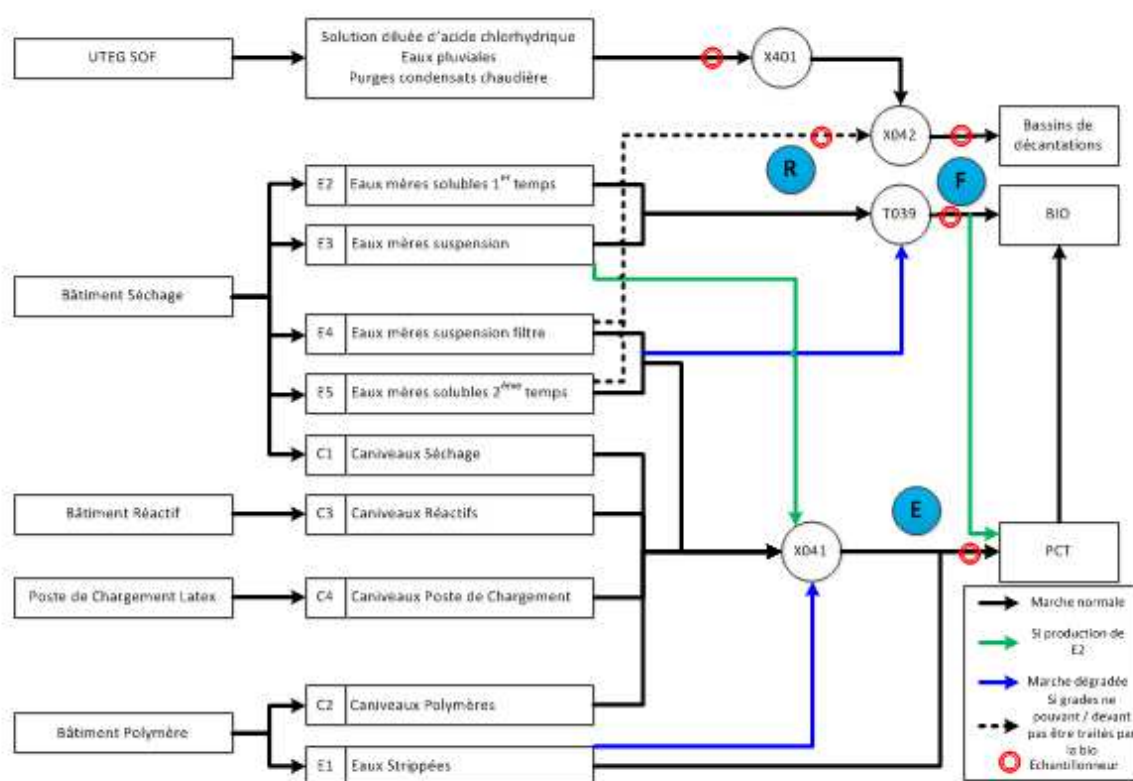 UTEG SOF
Solution diluée d'acide chlorhydrique
Eaux pluviales
Purges condensats chaudière
X401
X042
Bassins de
décantations
R
F
E2 Eaux mères solubles 1er temps
T039
BIO
E3 Eaux mères suspension
Bâtiment Séchage
E4 Eaux mères suspension filtre
E5 Eaux mères solubles 2ème temps
C1 Caniveaux Séchage
E
Bâtiment Réactif
C3 Caniveaux Réactifs
X041
PCT
Poste de Chargement Latex
C4 Caniveaux Poste de Chargement
Marche normale
Si production de
E2
Marche dégradée
Si grades ne
pouvant / devant
pas être traités par
la bio
Echantillonneur
C2 Caniveaux Polymères
Bâtiment Polymère
E1 Eaux Strippées